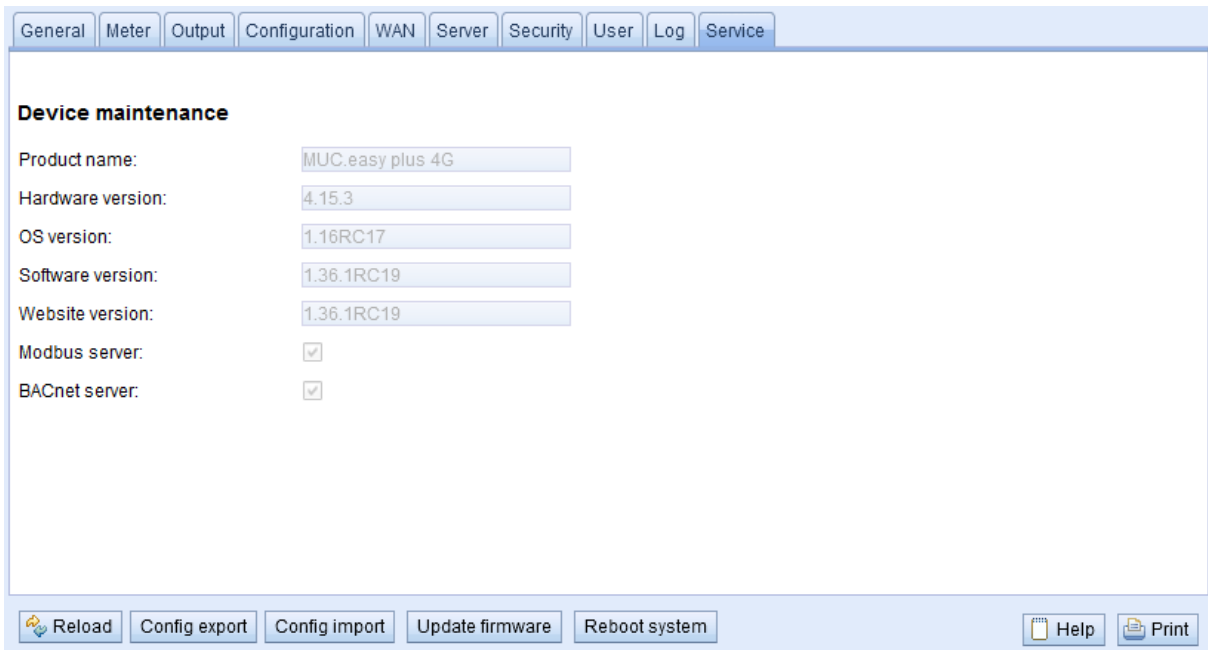 General Meter Output Configuration WAN Server Security User Log Service
Device maintenance
Product name: MUC.easy plus 4G
Hardware version: 4.15.3
OS version: 1.16RC17
Software version: 1.36.1RC19
Website version: 1.36.1RC19
Modbus server:
BACnet server:
Reload Config export Config import Update firmware Reboot system Help Print